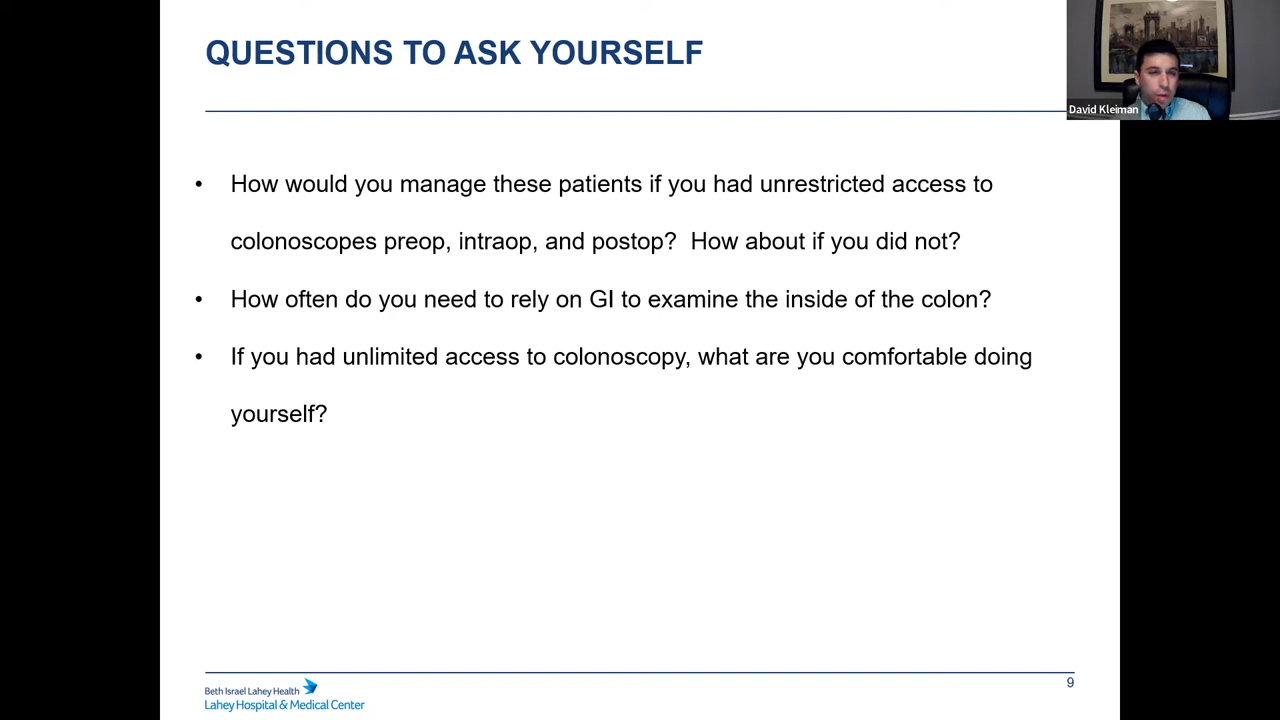 QUESTIONS TO ASK YOURSELF
David Kleiman
• How would you manage these patients if you had unrestricted access to
colonoscopes preop, intraop, and postop?  How about if you did not?
• How often do you need to rely on GI to examine the inside of the colon?
• If you had unlimited access to colonoscopy, what are you comfortable doing
yourself?
Beth Israel Lahey Health
Lahey Hospital & Medical Center
9